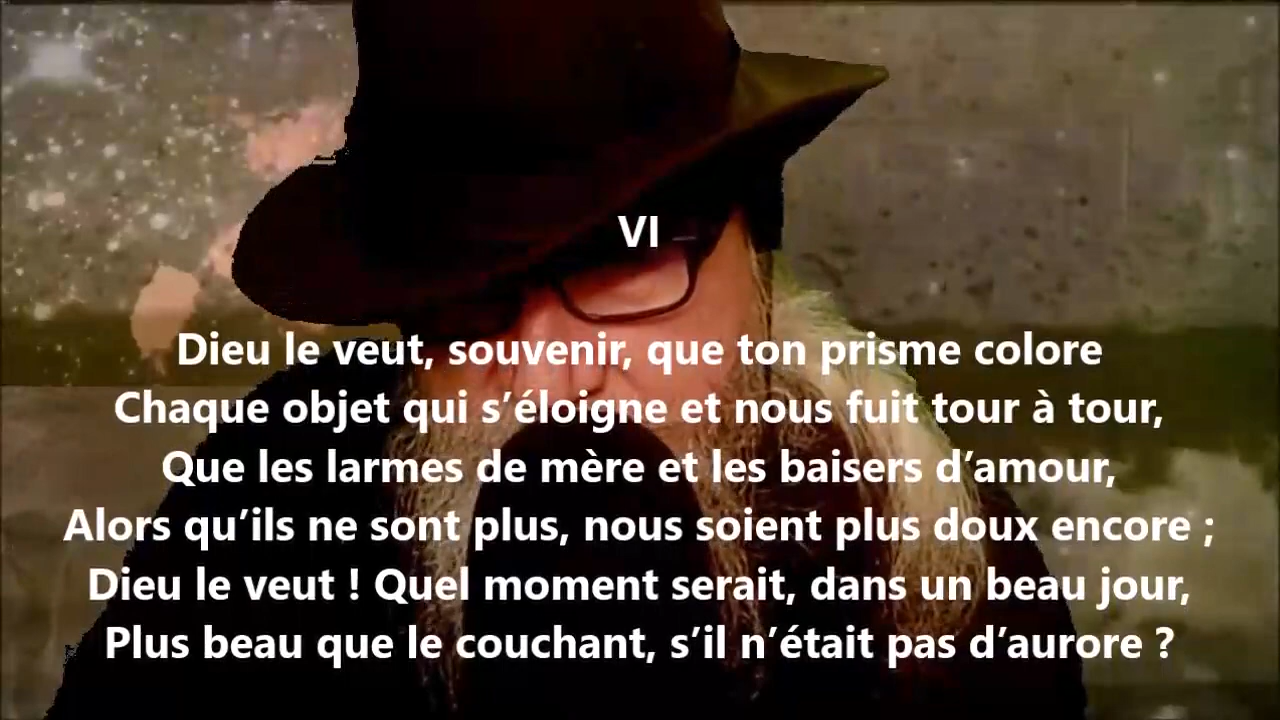 VI
Dieu le veut, souvenir, que ton prisme colore
Chaque objet qui s’éloigne et nous fuit tour à tour,
Que les larmes de mère et les baisers d’amour,
Alors qu’ils ne sont plus, nous soient plus doux encore ;
Dieu le veut ! Quel moment serait, dans un beau jour,
Plus beau que le couchant, s’il n’était pas d’aurore ?